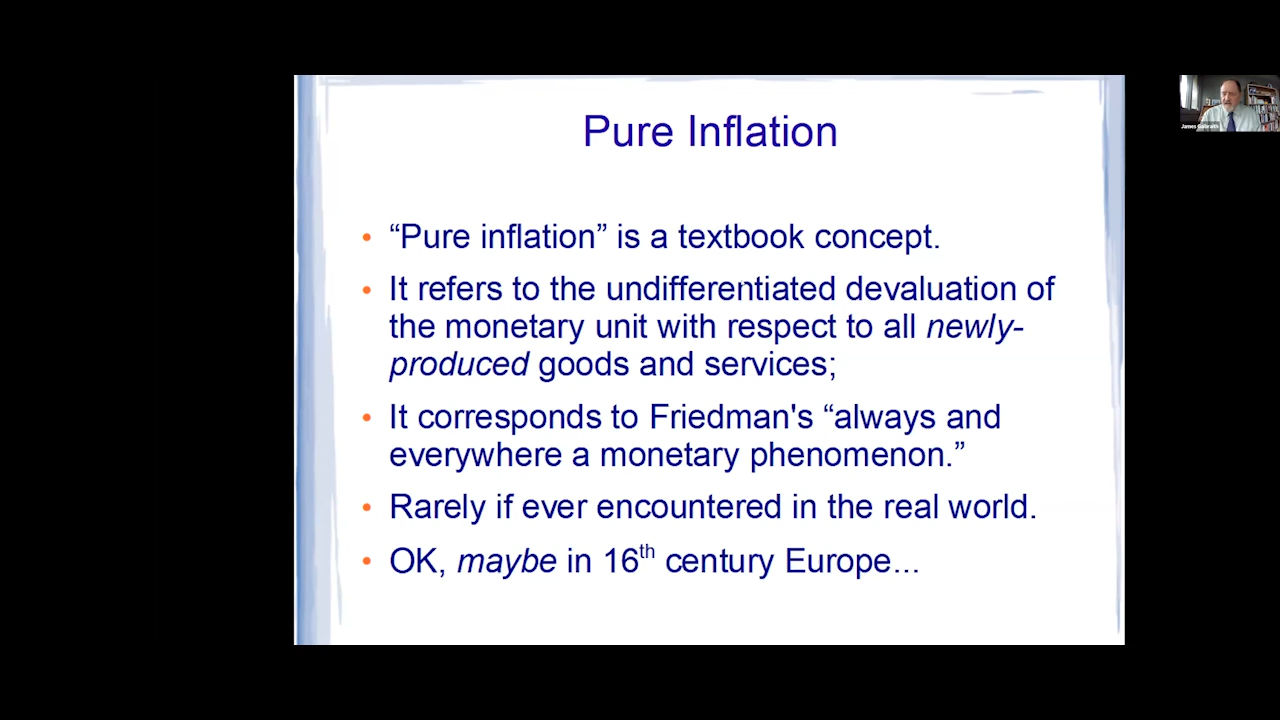 Pure Inflation
• “Pure inflation” is a textbook concept.
• It refers to the undifferentiated devaluation of
the monetary unit with respect to all newly-
produced goods and services;
• It corresponds to Friedman's “always and
everywhere a monetary phenomenon.”
• Rarely if ever encountered in the real world.
• OK, maybe in 16th century Europe...
James Galbraith